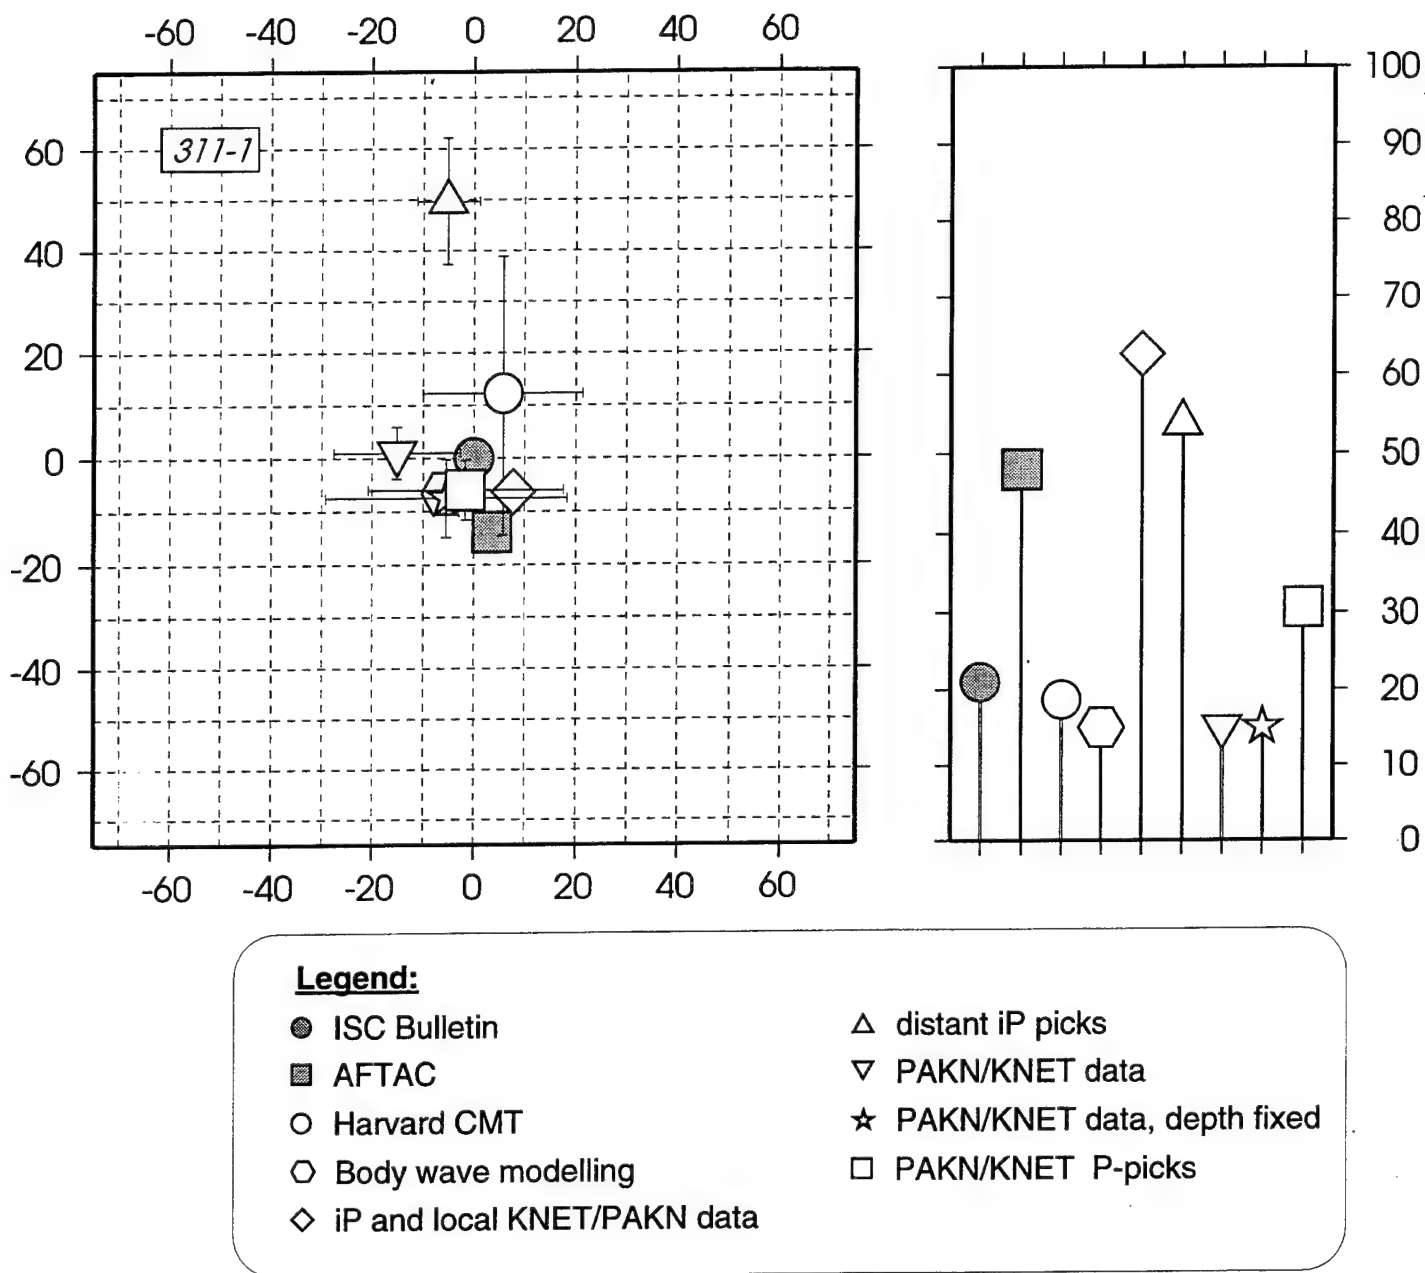 -60 -40 -20 0 20 40 60
311-1
60
40
20
0
-20
-40
-60
-60 -40 -20 0 20 40 60
100
90
80
70
60
50
40
30
20
10
0
Legend:
ISC Bulletin
AFTAC
Harvard CMT
Body wave modelling
iP and local KNET/PAKN data
distant iP picks
PAKN/KNET data
PAKN/KNET data, depth fixed
PAKN/KNET P-picks